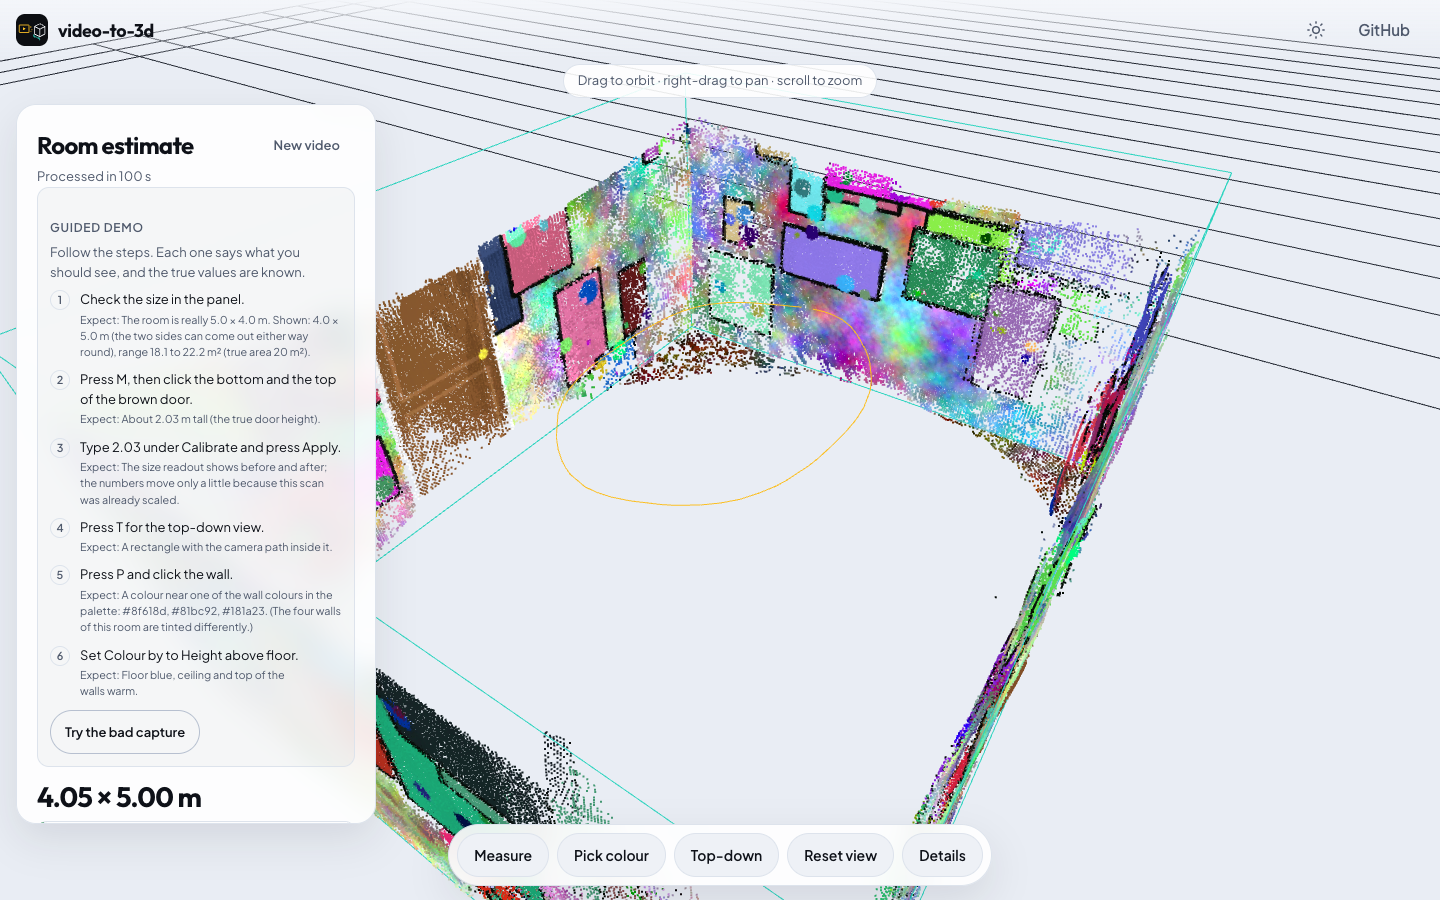 video-to-3d
GitHub
Drag to orbit · right-drag to pan · scroll to zoom
Room estimate
New video
Processed in 100 s
GUIDED DEMO
Follow the steps. Each one says what you
should see, and the true values are known.
1 Check the size in the panel.
Expect: The room is really 5.0 × 4.0 m. Shown: 4.0 ×
5.0 m (the two sides can come out either way
round), range 18.1 to 22.2 m² (true area 20 m²).
2 Press M, then click the bottom and the top
of the brown door.
Expect: About 2.03 m tall (the true door height).
3 Type 2.03 under Calibrate and press Apply.
Expect: The size readout shows before and after;
the numbers move only a little because this scan
was already scaled.
4 Press T for the top-down view.
Expect: A rectangle with the camera path inside it.
5 Press P and click the wall.
Expect: A colour near one of the wall colours in the
palette: #8f618d, #81bc92, #181a23. (The four walls
of this room are tinted differently.)
6 Set Colour by to Height above floor.
Expect: Floor blue, ceiling and top of the
walls warm.
Try the bad capture
4.05 × 5.00 m
Measure
Pick colour
Top-down
Reset view
Details